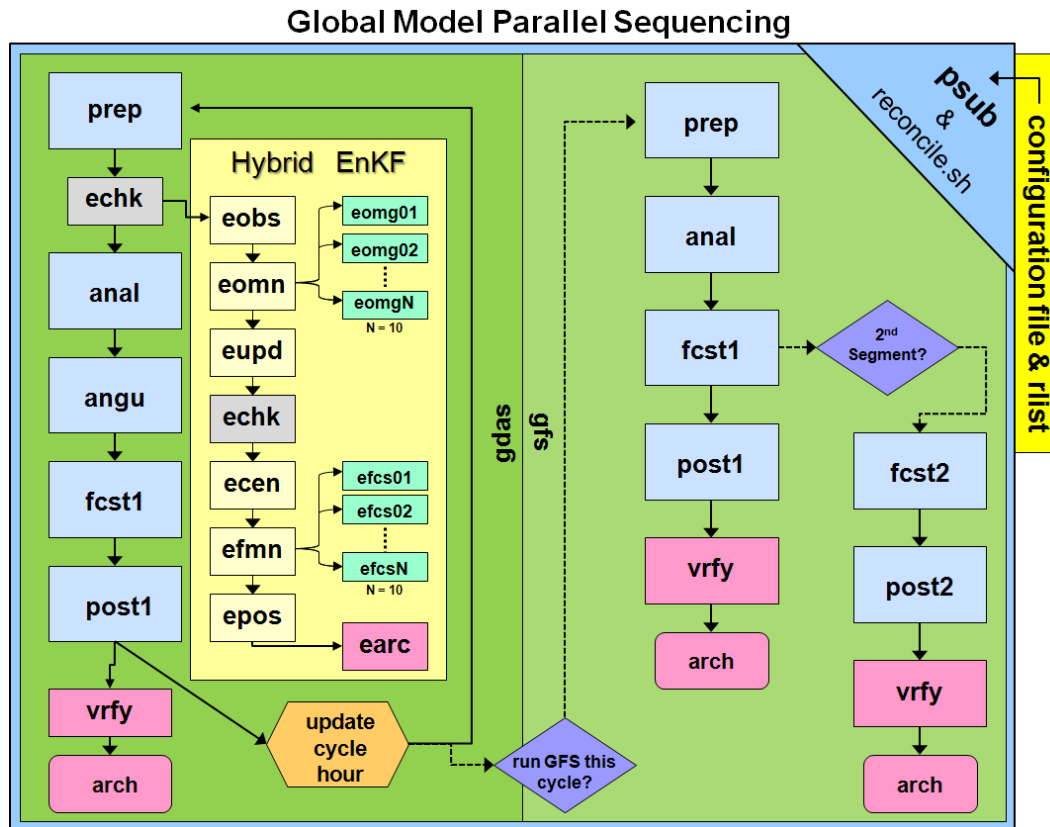 Global Model Parallel Sequencing
prep
echk
anal
angu
fcst1
post1
vrfy
arch
Hybrid EnKF
eobs
eomn
eupd
echk
ecen
efmn
epos
eomg01
eomg02
eomgN
N = 10
efcs01
efcs02
efcsN
N = 10
earc
update
cycle
hour
gdas
gfs
run GFS this
cycle?
prep
anal
fcst1
post1
vrfy
arch
2nd
Segment?
fcst2
post2
vrfy
arch
psub
&
reconcile.sh
configuration file & rlist